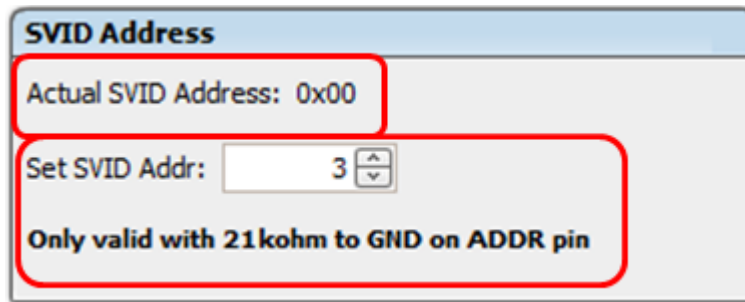 SVID Address
Actual SVID Address: 0x00
Set SVID Addr: 3
Only valid with 21kohm to GND on ADDR pin